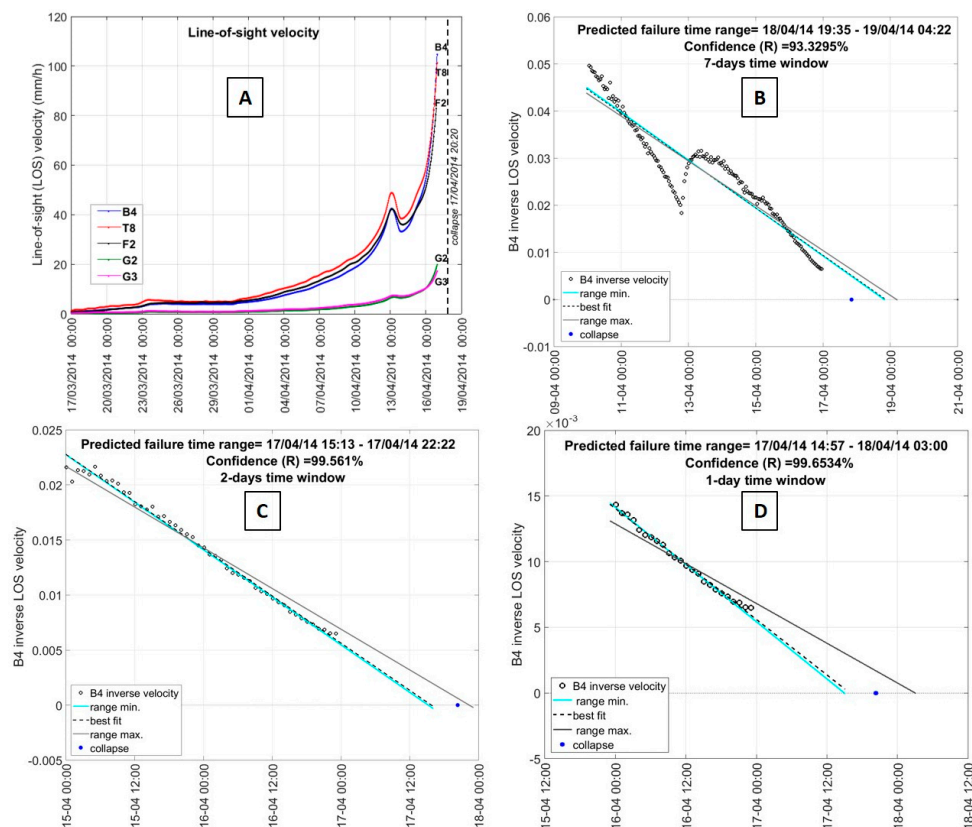 Line-of-sight velocity
A
Line-of-sight (LOS) velocity (mm/h)
120
100
80
60
40
20
0
B4
T8
F2
G2
G3
B4
T8
F2
G2
G3
collapse 17/04/2014 20:20
17/03/2014 00:00
20/03/2014 00:00
23/03/2014 00:00
26/03/2014 00:00
29/03/2014 00:00
01/04/2014 00:00
04/04/2014 00:00
07/04/2014 00:00
10/04/2014 00:00
13/04/2014 00:00
16/04/2014 00:00
19/04/2014 00:00
Predicted failure time range= 18/04/14 19:35 - 19/04/14 04:22
Confidence (R) =93.3295%
7-days time window
B
B4 inverse LOS velocity
0.06
0.05
0.04
0.03
0.02
0.01
0
-0.01
B4 inverse velocity
range min.
best fit
range max.
collapse
09-04 00:00
11-04 00:00
13-04 00:00
15-04 00:00
17-04 00:00
19-04 00:00
21-04 00:00
Predicted failure time range= 17/04/14 15:13 - 17/04/14 22:22
Confidence (R) =99.561%
2-days time window
C
B4 inverse LOS velocity
0.025
0.02
0.015
0.01
0.005
0
-0.005
B4 inverse velocity
range min.
best fit
range max.
collapse
15-04 00:00
15-04 12:00
16-04 00:00
16-04 12:00
17-04 00:00
17-04 12:00
18-04 00:00
×10⁻³
Predicted failure time range= 17/04/14 14:57 - 18/04/14 03:00
Confidence (R) =99.6534%
1-day time window
D
B4 inverse LOS velocity
20
15
10
5
0
-5
B4 inverse velocity
range min.
best fit
range max.
collapse
15-04 12:00
16-04 00:00
16-04 12:00
17-04 00:00
17-04 12:00
18-04 00:00
18-04 12:00